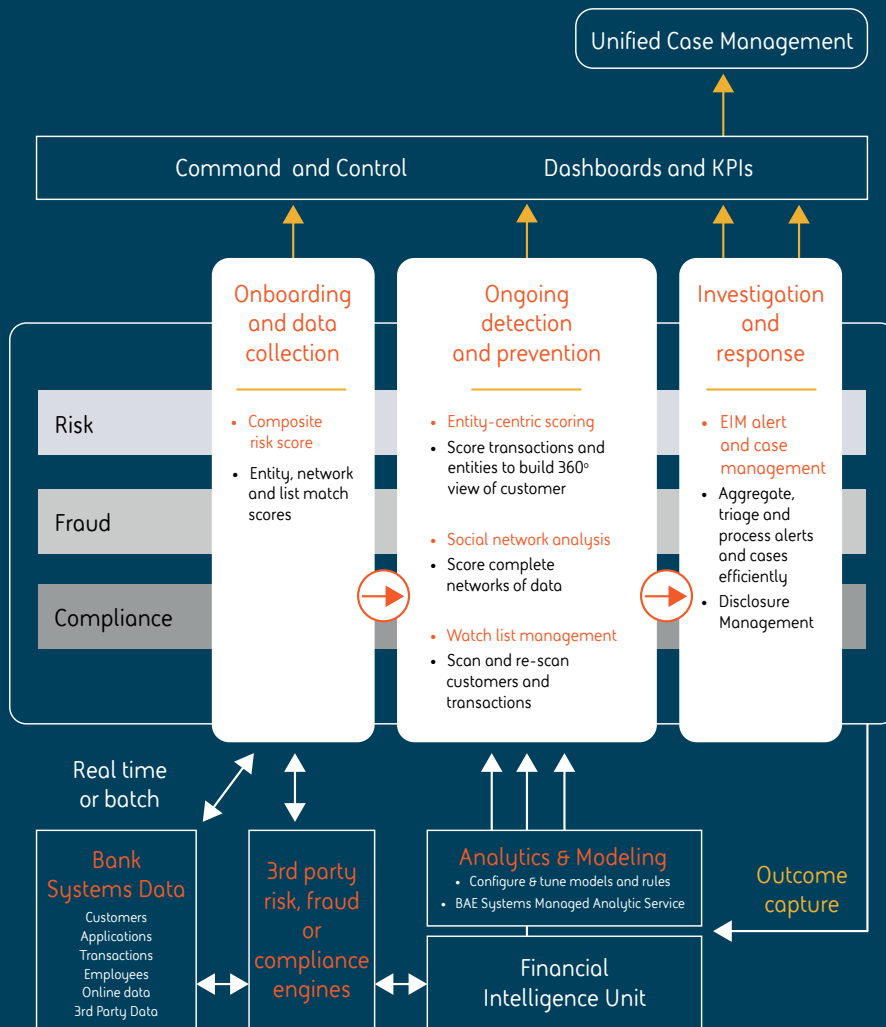 Unified Case Management
Command and Control
Dashboards and KPIs
Onboarding
and data
collection
• Composite
risk score
• Entity, network
and list match
scores
Ongoing
detection
and prevention
• Entity-centric scoring
• Score transactions and
entities to build 360º
view of customer
• Social network analysis
• Score complete
networks of data
• Watch list management
• Scan and re-scan
customers and
transactions
Investigation
and
response
• EIM alert
and case
management
• Aggregate,
triage and
process alerts
and cases
efficiently
• Disclosure
Management
Risk
Fraud
Compliance
Real time
or batch
Bank
Systems Data
Customers
Applications
Transactions
Employees
Online data
3rd Party Data
3rd party
risk, fraud
or
compliance
engines
Analytics & Modeling
• Configure & tune models and rules
• BAE Systems Managed Analytic Service
Financial
Intelligence Unit
Outcome
capture